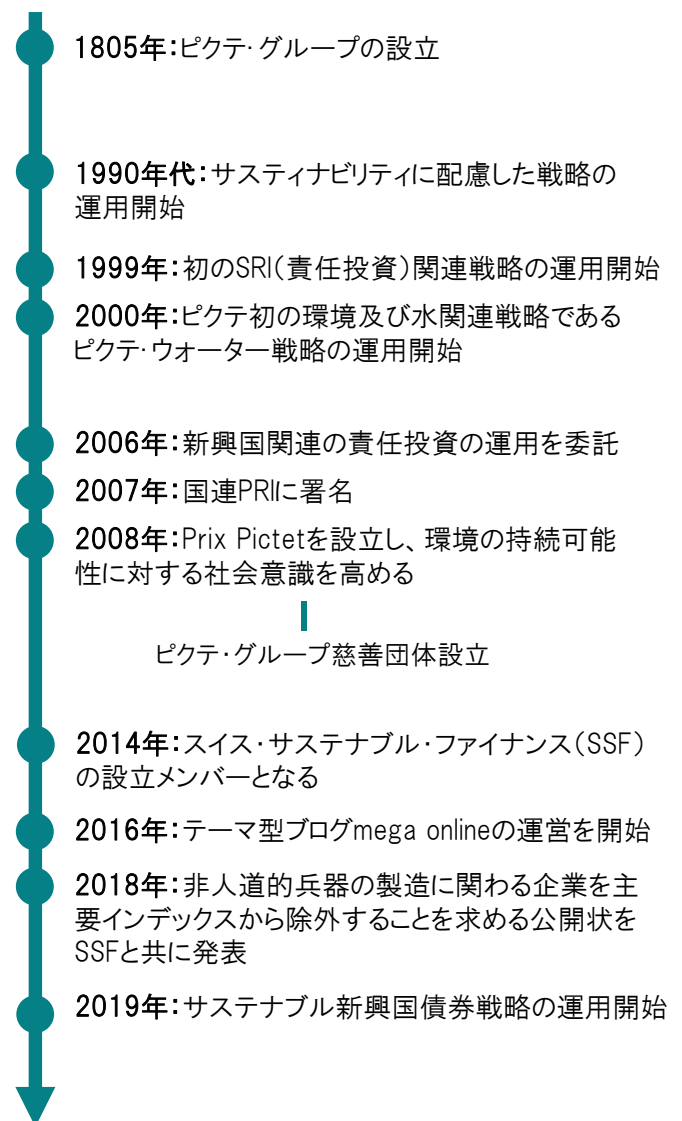 1805年：ピクテ・グループの設立
1990年代：サスティナビリティに配慮した戦略の
運用開始
1999年：初のSRI（責任投資）関連戦略の運用開始
2000年：ピクテ初の環境及び水関連戦略である
ピクテ・ウォーター戦略の運用開始
2006年：新興国関連の責任投資の運用を委託
2007年：国連PRIに署名
2008年：Prix Pictetを設立し、環境の持続可能
性に対する社会意識を高める
ピクテ・グループ慈善団体設立
2014年：スイス・サステナブル・ファイナンス（SSF）
の設立メンバーとなる
2016年：テーマ型ブログmega onlineの運営を開始
2018年：非人道的兵器の製造に関わる企業を主
要インデックスから除外することを求める公開状を
SSFと共に発表
2019年：サステナブル新興国債券戦略の運用開始